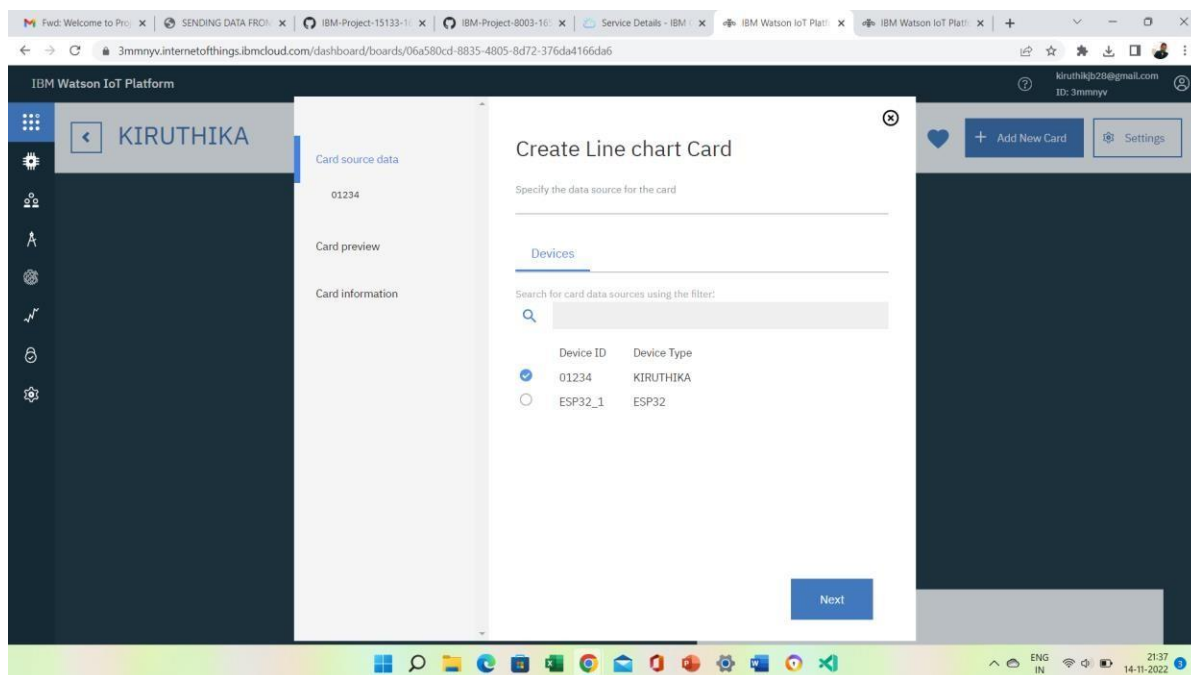 Fwd: Welcome to Proj
SENDING DATA FROM
IBM-Project-15133-1
IBM-Project-8003-16
Service Details - IBM
IBM Watson IoT Platf
IBM Watson IoT Platf
3mmnyv.internetofthings.ibmcloud.com/dashboard/boards/06a580cd-8835-4805-8d72-376da4166da6
IBM Watson IoT Platform
kiruthikjb28@gmail.com
ID: 3mmnyv
KIRUTHIKA
+ Add New Card
Settings
Card source data
01234
Card preview
Card information
Create Line chart Card
Specify the data source for the card
Devices
Search for card data sources using the filter:
Device ID Device Type
01234 KIRUTHIKA
ESP32_1 ESP32
Next
ENG
IN
21:37
14-11-2022
3